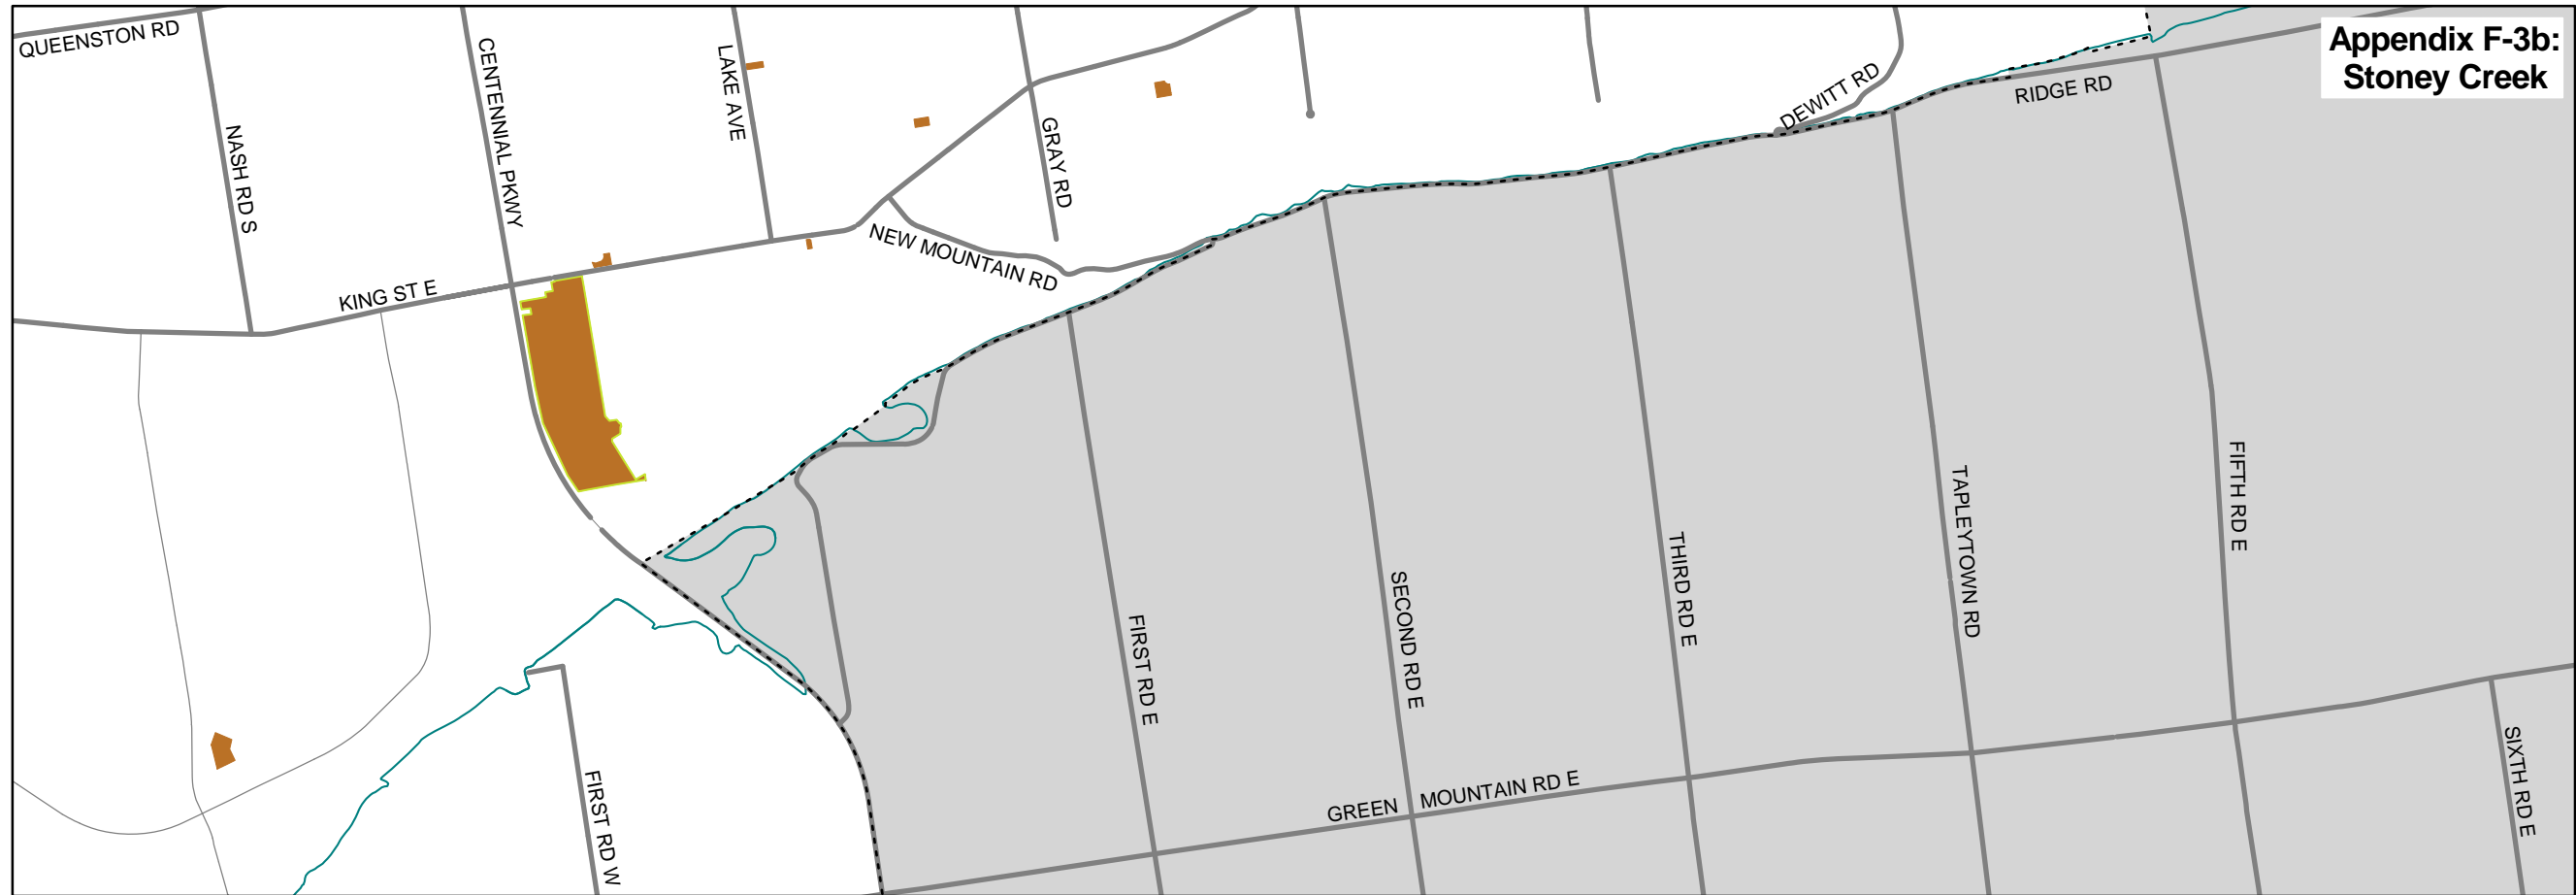 QUEENSTON RD
Appendix F-3b:
Stoney Creek
CENTENNIAL PKWY
LAKE AVE
DEWITT RD
RIDGE RD
NASH RD S
GRAY RD
NEW MOUNTAIN RD
KING ST E
FIFTH RD E
TAPLEYTOWN RD
THIRD RD E
SECOND RD E
FIRST RD E
SIXTH RD E
FIRST RD W
GREEN MOUNTAIN RD E